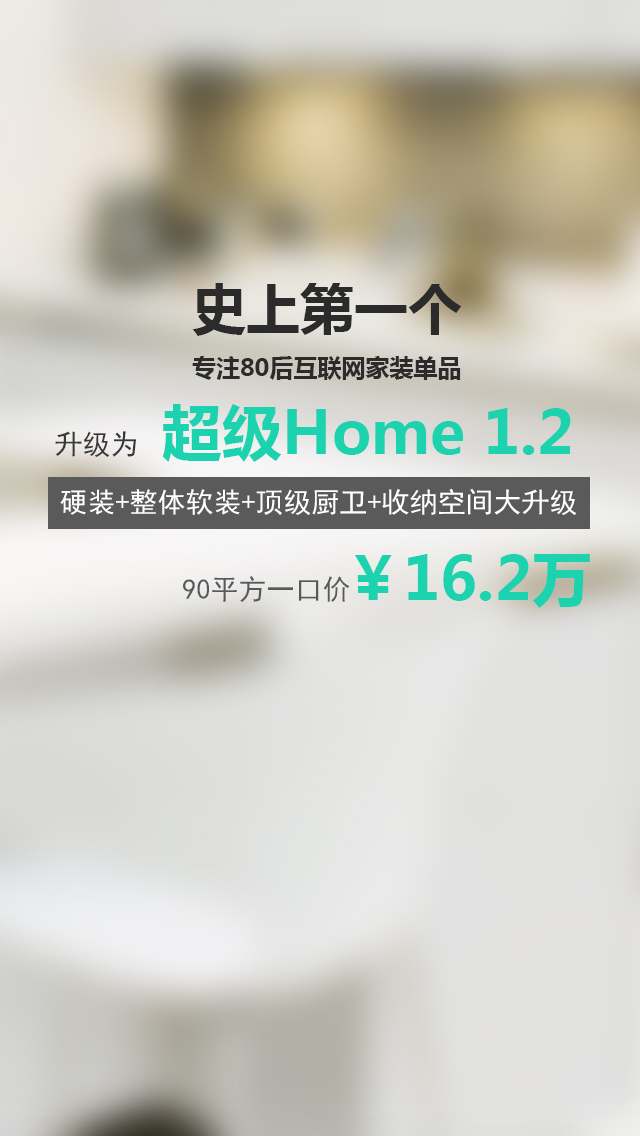 史上第一个
专注80后互联网家装单品
升级为 超级Home 1.2
硬装+整体软装+顶级厨卫+收纳空间大升级
90平方一口价¥16.2万